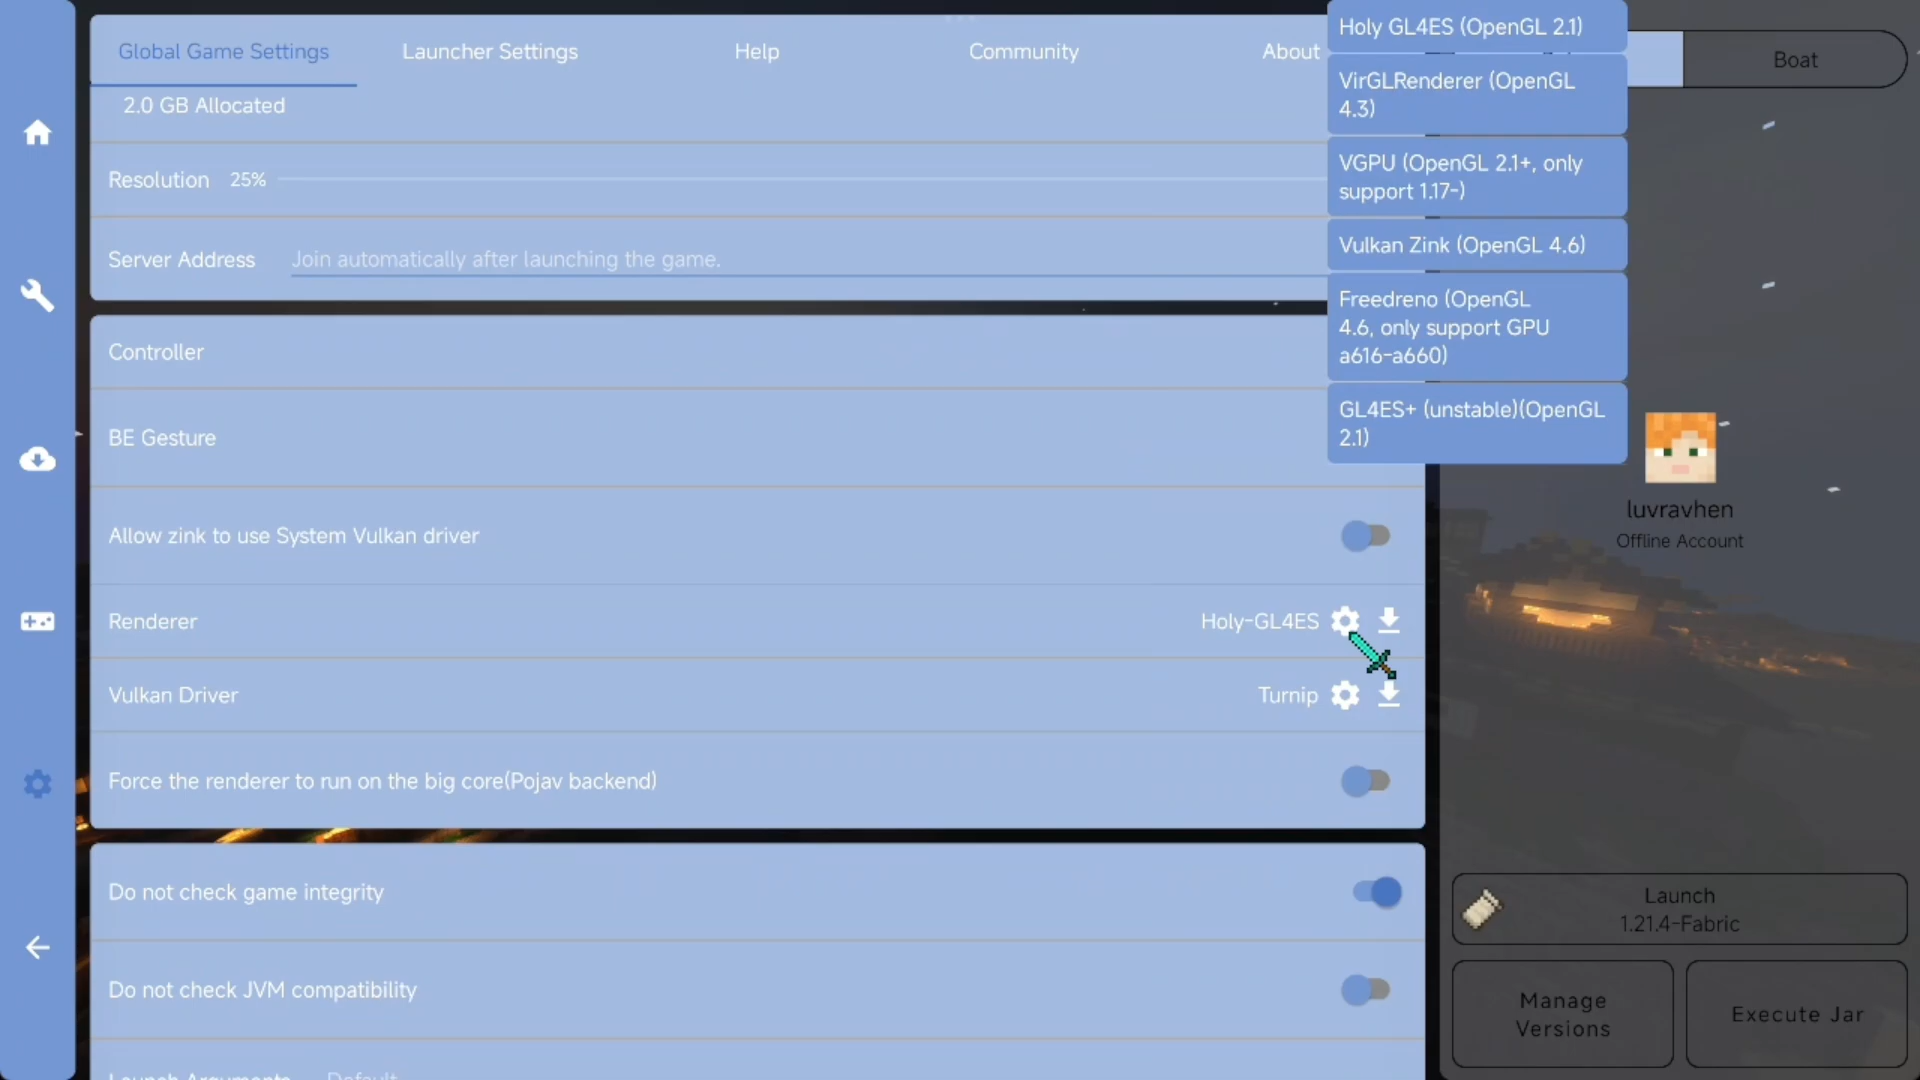 Global Game Settings
Launcher Settings
Help
Community
About
Boat
2.0 GB Allocated
Resolution 25%
Server Address Join automatically after launching the game.
Holy GL4ES (OpenGL 2.1)
VirGLRenderer (OpenGL
4.3)
VGPU (OpenGL 2.1+, only
support 1.17-)
Vulkan Zink (OpenGL 4.6)
Freedreno (OpenGL
4.6, only support GPU
a616-a660)
GL4ES+ (unstable)(OpenGL
2.1)
Controller
BE Gesture
Allow zink to use System Vulkan driver
Renderer Holy-GL4ES
Vulkan Driver Turnip
Force the renderer to run on the big core(Pojav backend)
Do not check game integrity
Do not check JVM compatibility
Launch Arguments Default
luvravhen
Offline Account
Launch
1.21.4-Fabric
Manage
Versions
Execute Jar